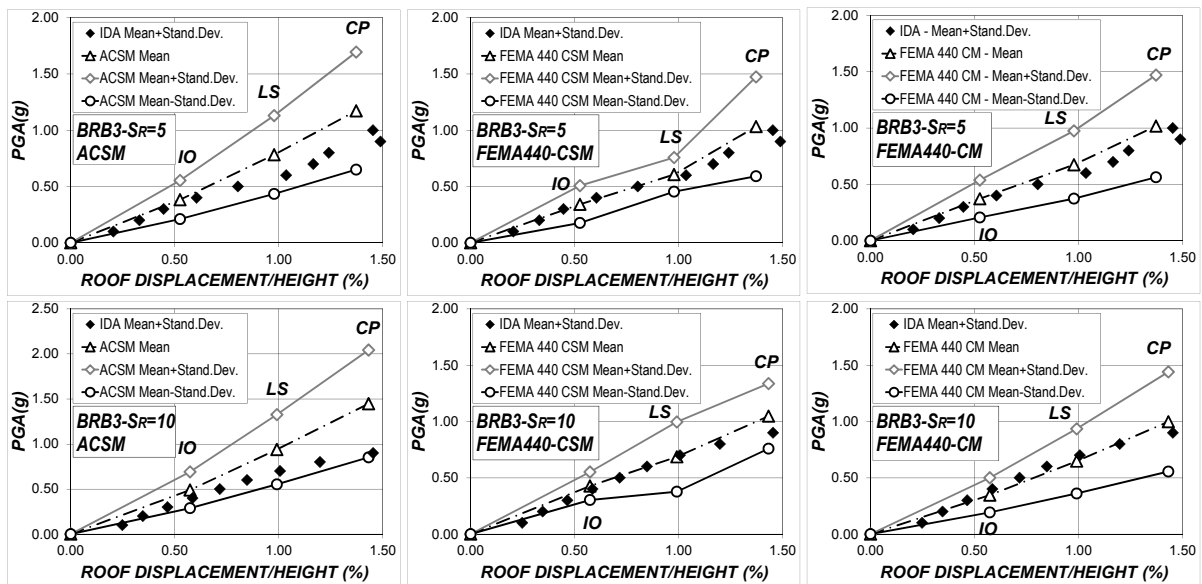 2.00
1.50
1.00
0.50
0.00
PGA(g)
IDA Mean+Stand.Dev.
ACSM Mean
ACSM Mean+Stand.Dev.
ACSM Mean-Stand.Dev.
BRB3-SR=5
ACSM
IO
LS
CP
0.00 0.50 1.00 1.50
ROOF DISPLACEMENT/HEIGHT (%)
2.00
1.50
1.00
0.50
0.00
PGA(g)
IDA Mean+Stand.Dev.
FEMA 440 CSM Mean
FEMA 440 CSM Mean+Stand.Dev.
FEMA 440 CSM Mean-Stand.Dev.
BRB3-SR=5
FEMA440-CSM
IO
LS
CP
0.00 0.50 1.00 1.50
ROOF DISPLACEMENT/HEIGHT (%)
2.00
1.50
1.00
0.50
0.00
PGA(g)
IDA - Mean+Stand.Dev.
FEMA 440 CM - Mean
FEMA 440 CM - Mean+Stand.Dev.
FEMA 440 CM - Mean-Stand.Dev.
BRB3-SR=5
FEMA440-CM
IO
LS
CP
0.00 0.50 1.00 1.50
ROOF DISPLACEMENT/HEIGHT (%)
2.50
2.00
1.50
1.00
0.50
0.00
PGA(g)
IDA Mean+Stand.Dev.
ACSM Mean
ACSM Mean+Stand.Dev.
ACSM Mean-Stand.Dev.
BRB3-SR=10
ACSM
IO
LS
CP
0.00 0.50 1.00 1.50
ROOF DISPLACEMENT/HEIGHT (%)
2.00
1.50
1.00
0.50
0.00
PGA(g)
IDA Mean+Stand.Dev.
FEMA 440 CSM Mean
FEMA 440 CSM Mean+Stand.Dev.
FEMA 440 CSM Mean-Stand.Dev.
BRB3-SR=10
FEMA440-CSM
IO
LS
CP
0.00 0.50 1.00 1.50
ROOF DISPLACEMENT/HEIGHT (%)
2.00
1.50
1.00
0.50
0.00
PGA(g)
IDA Mean+Stand.Dev.
FEMA 440 CM Mean
FEMA 440 CM Mean+Stand.Dev.
FEMA 440 CM Mean-Stand.Dev.
BRB3-SR=10
FEMA440-CM
IO
LS
CP
0.00 0.50 1.00 1.50
ROOF DISPLACEMENT/HEIGHT (%)